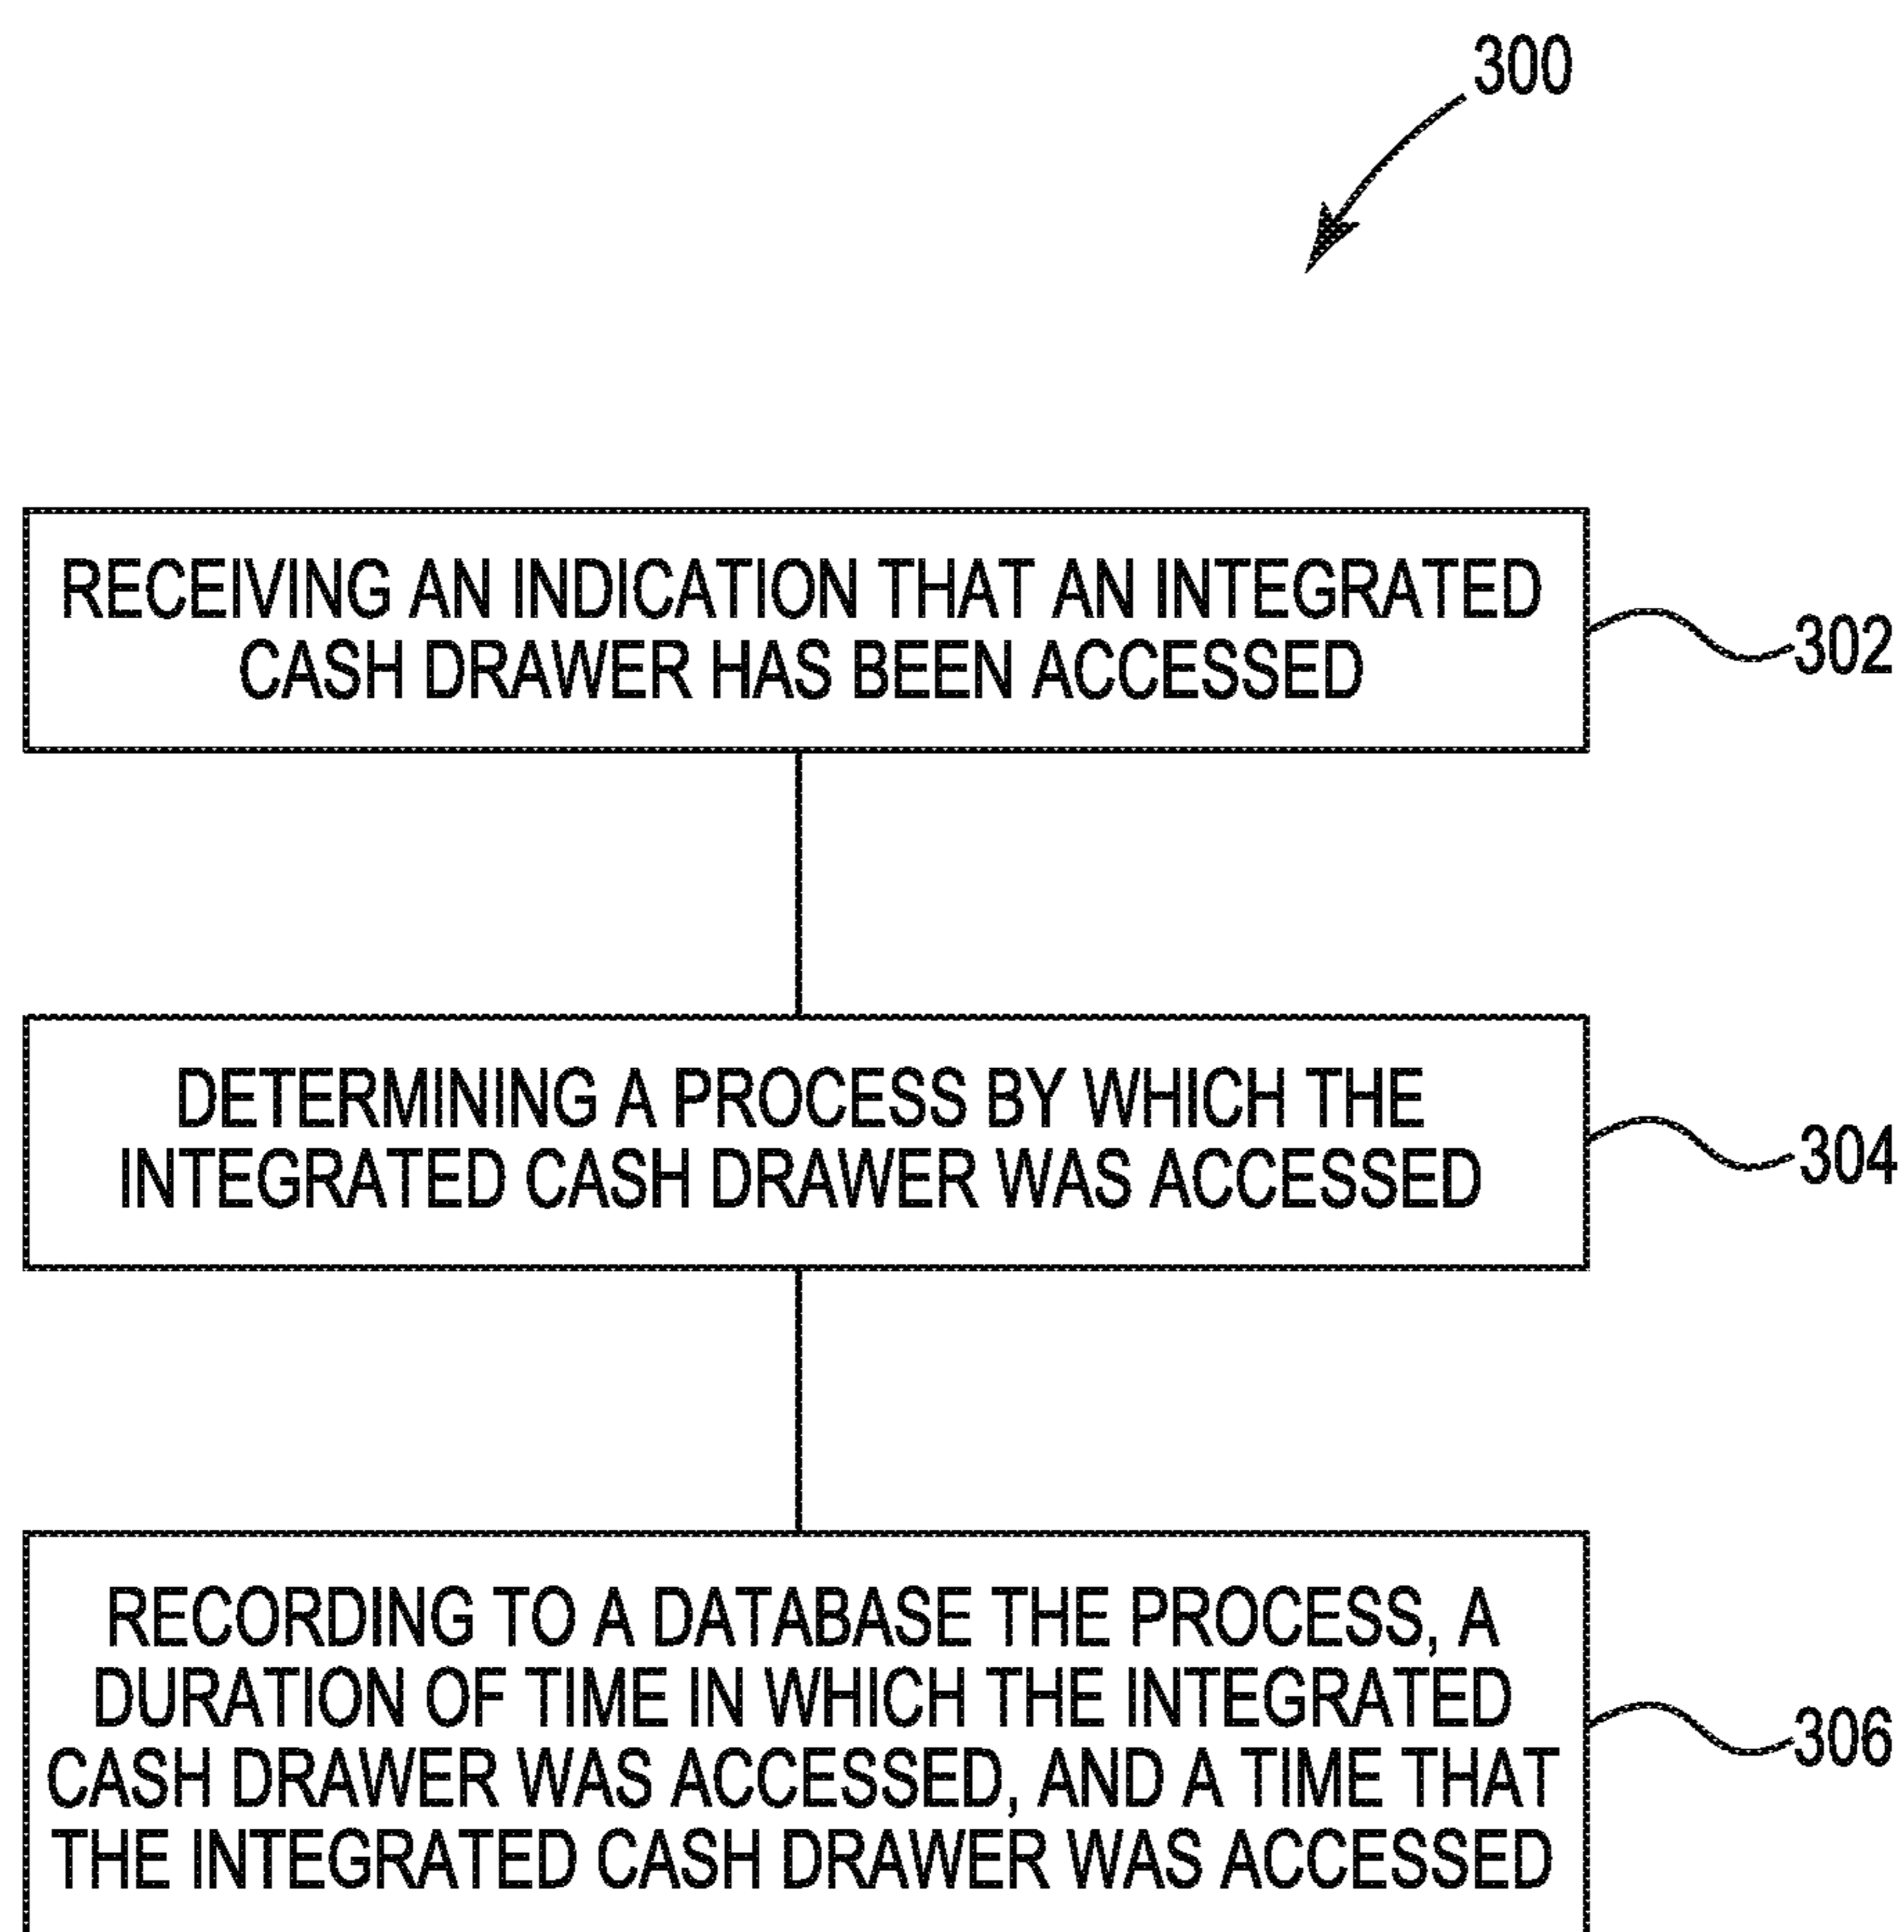 300
RECEIVING AN INDICATION THAT AN INTEGRATED
CASH DRAWER HAS BEEN ACCESSED
302
DETERMINING A PROCESS BY WHICH THE
INTEGRATED CASH DRAWER WAS ACCESSED
304
RECORDING TO A DATABASE THE PROCESS, A
DURATION OF TIME IN WHICH THE INTEGRATED
CASH DRAWER WAS ACCESSED, AND A TIME THAT
THE INTEGRATED CASH DRAWER WAS ACCESSED
306